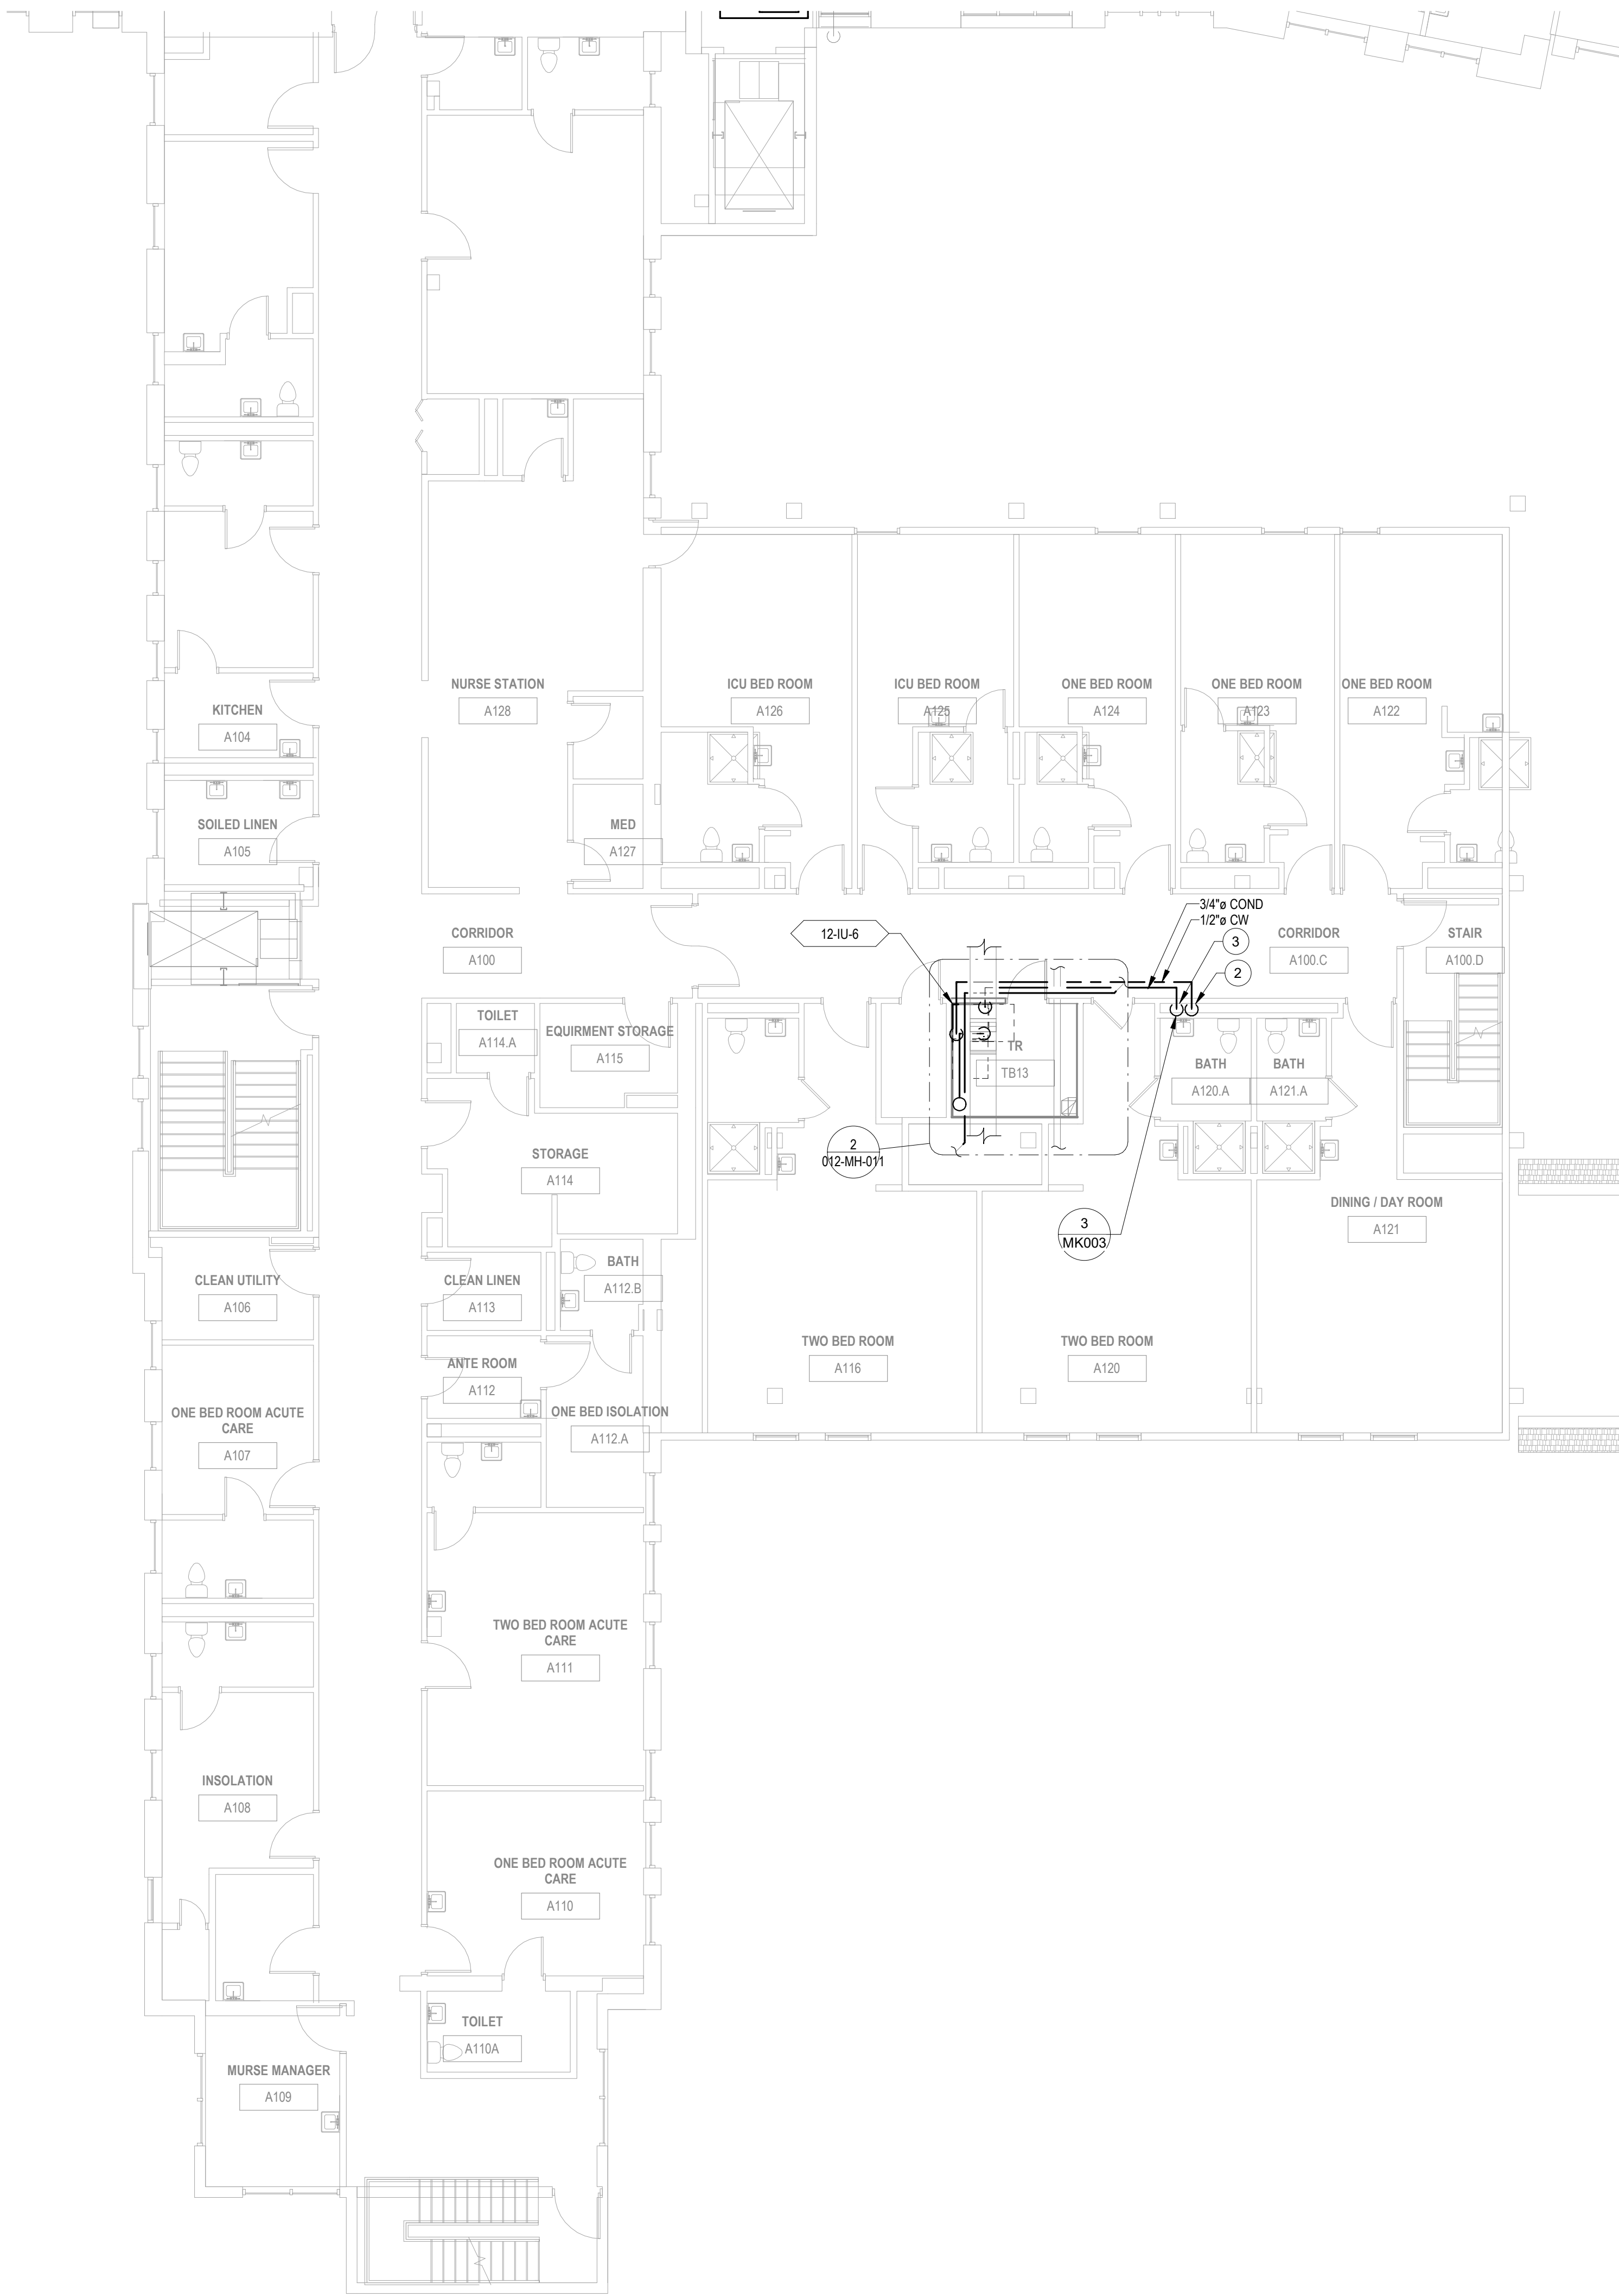 NURSE STATION
A128
ICU BED ROOM
A126
ICU BED ROOM
A125
ONE BED ROOM
A124
ONE BED ROOM
A123
ONE BED ROOM
A122
KITCHEN
A104
SOILED LINEN
A105
MED
A127
3/4"ø COND
1/2"ø CW
12-IU-6
3
2
CORRIDOR
A100
CORRIDOR
A100.C
STAIR
A100.D
TOILET
A114.A
EQUIRMENT STORAGE
A115
TR
TB13
BATH
A120.A
BATH
A121.A
2
012-MH-011
STORAGE
A114
3
MK003
DINING / DAY ROOM
A121
CLEAN UTILITY
A106
CLEAN LINEN
A113
BATH
A112.B
TWO BED ROOM
A116
TWO BED ROOM
A120
ANTE ROOM
A112
ONE BED ROOM ACUTE
CARE
A107
ONE BED ISOLATION
A112.A
TWO BED ROOM ACUTE
CARE
A111
INSOLATION
A108
ONE BED ROOM ACUTE
CARE
A110
TOILET
A110A
MURSE MANAGER
A109